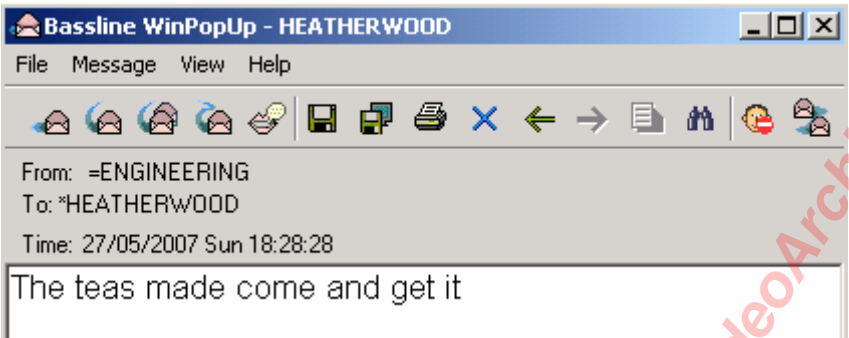 Bassline WinPopUp - HEATHERWOOD
File Message View Help
From: =ENGINEERING
To: *HEATHERWOOD
Time: 27/05/2007 Sun 18:28:28
The teas made come and get it